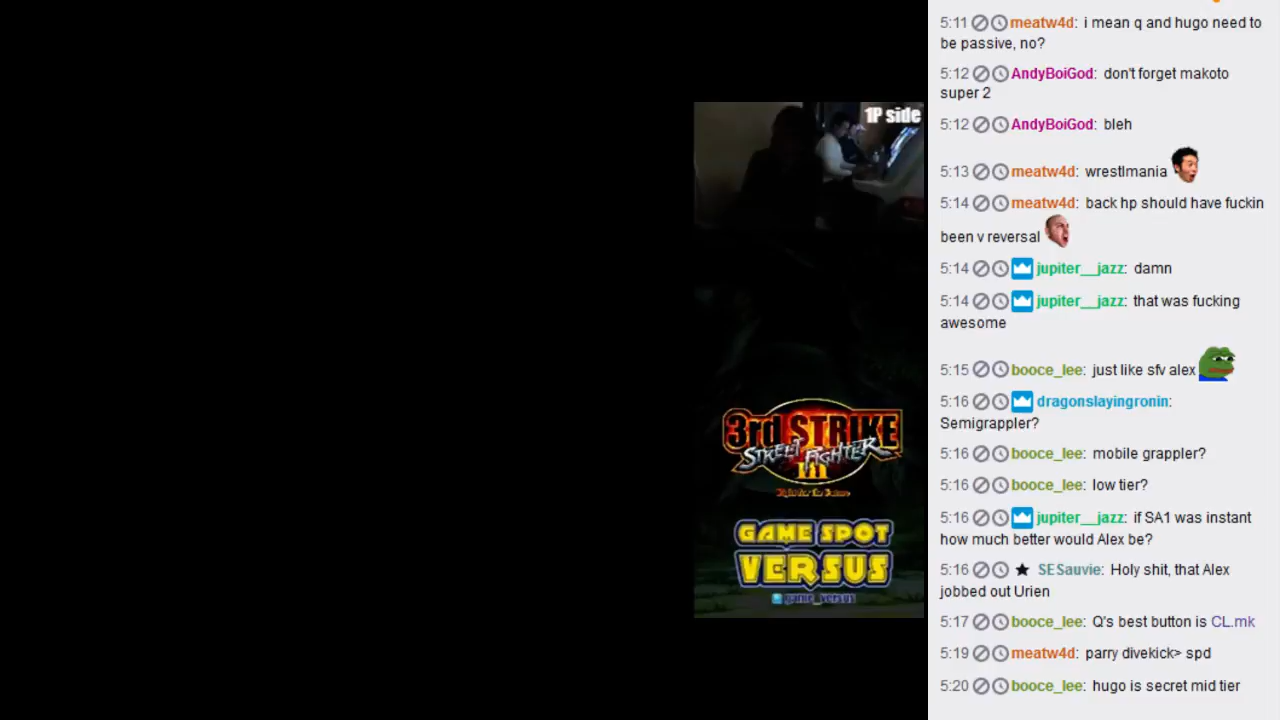 1P side
3rd STRIKE
STREET FIGHTER
III
Fight for the Future
GAME SPOT
VERSUS
game_versus
5:11 meatw4d: i mean q and hugo need to
be passive, no?
5:12 AndyBoiGod: don't forget makoto
super 2
5:12 AndyBoiGod: bleh
5:13 meatw4d: wrestlmania
5:14 meatw4d: back hp should have fuckin
been v reversal
5:14 jupiter__jazz: damn
5:14 jupiter__jazz: that was fucking
awesome
5:15 booce_lee: just like sfv alex
5:16 dragonslayingronin:
Semigrappler?
5:16 booce_lee: mobile grappler?
5:16 booce_lee: low tier?
5:16 jupiter__jazz: if SA1 was instant
how much better would Alex be?
5:16 SESauvie: Holy shit, that Alex
jobbed out Urien
5:17 booce_lee: Q's best button is CL.mk
5:19 meatw4d: parry divekick> spd
5:20 booce_lee: hugo is secret mid tier